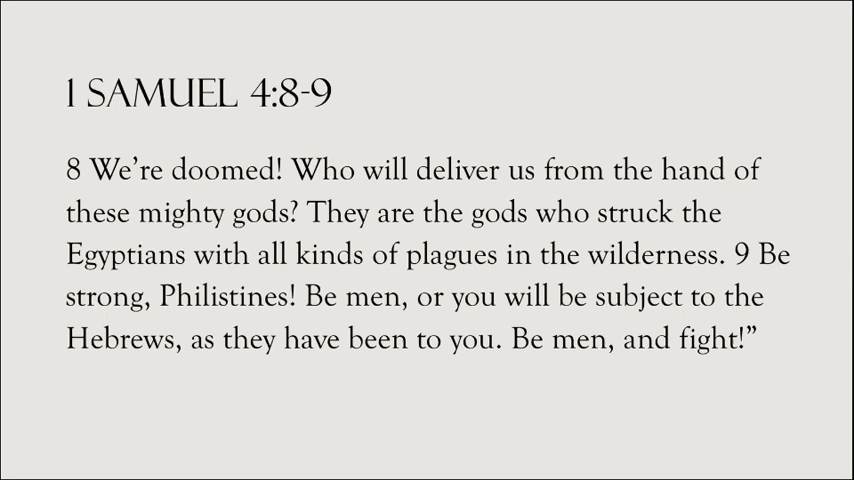 1 SAMUEL 4:8-9
8 We’re doomed! Who will deliver us from the hand of
these mighty gods? They are the gods who struck the
Egyptians with all kinds of plagues in the wilderness. 9 Be
strong, Philistines! Be men, or you will be subject to the
Hebrews, as they have been to you. Be men, and fight!”